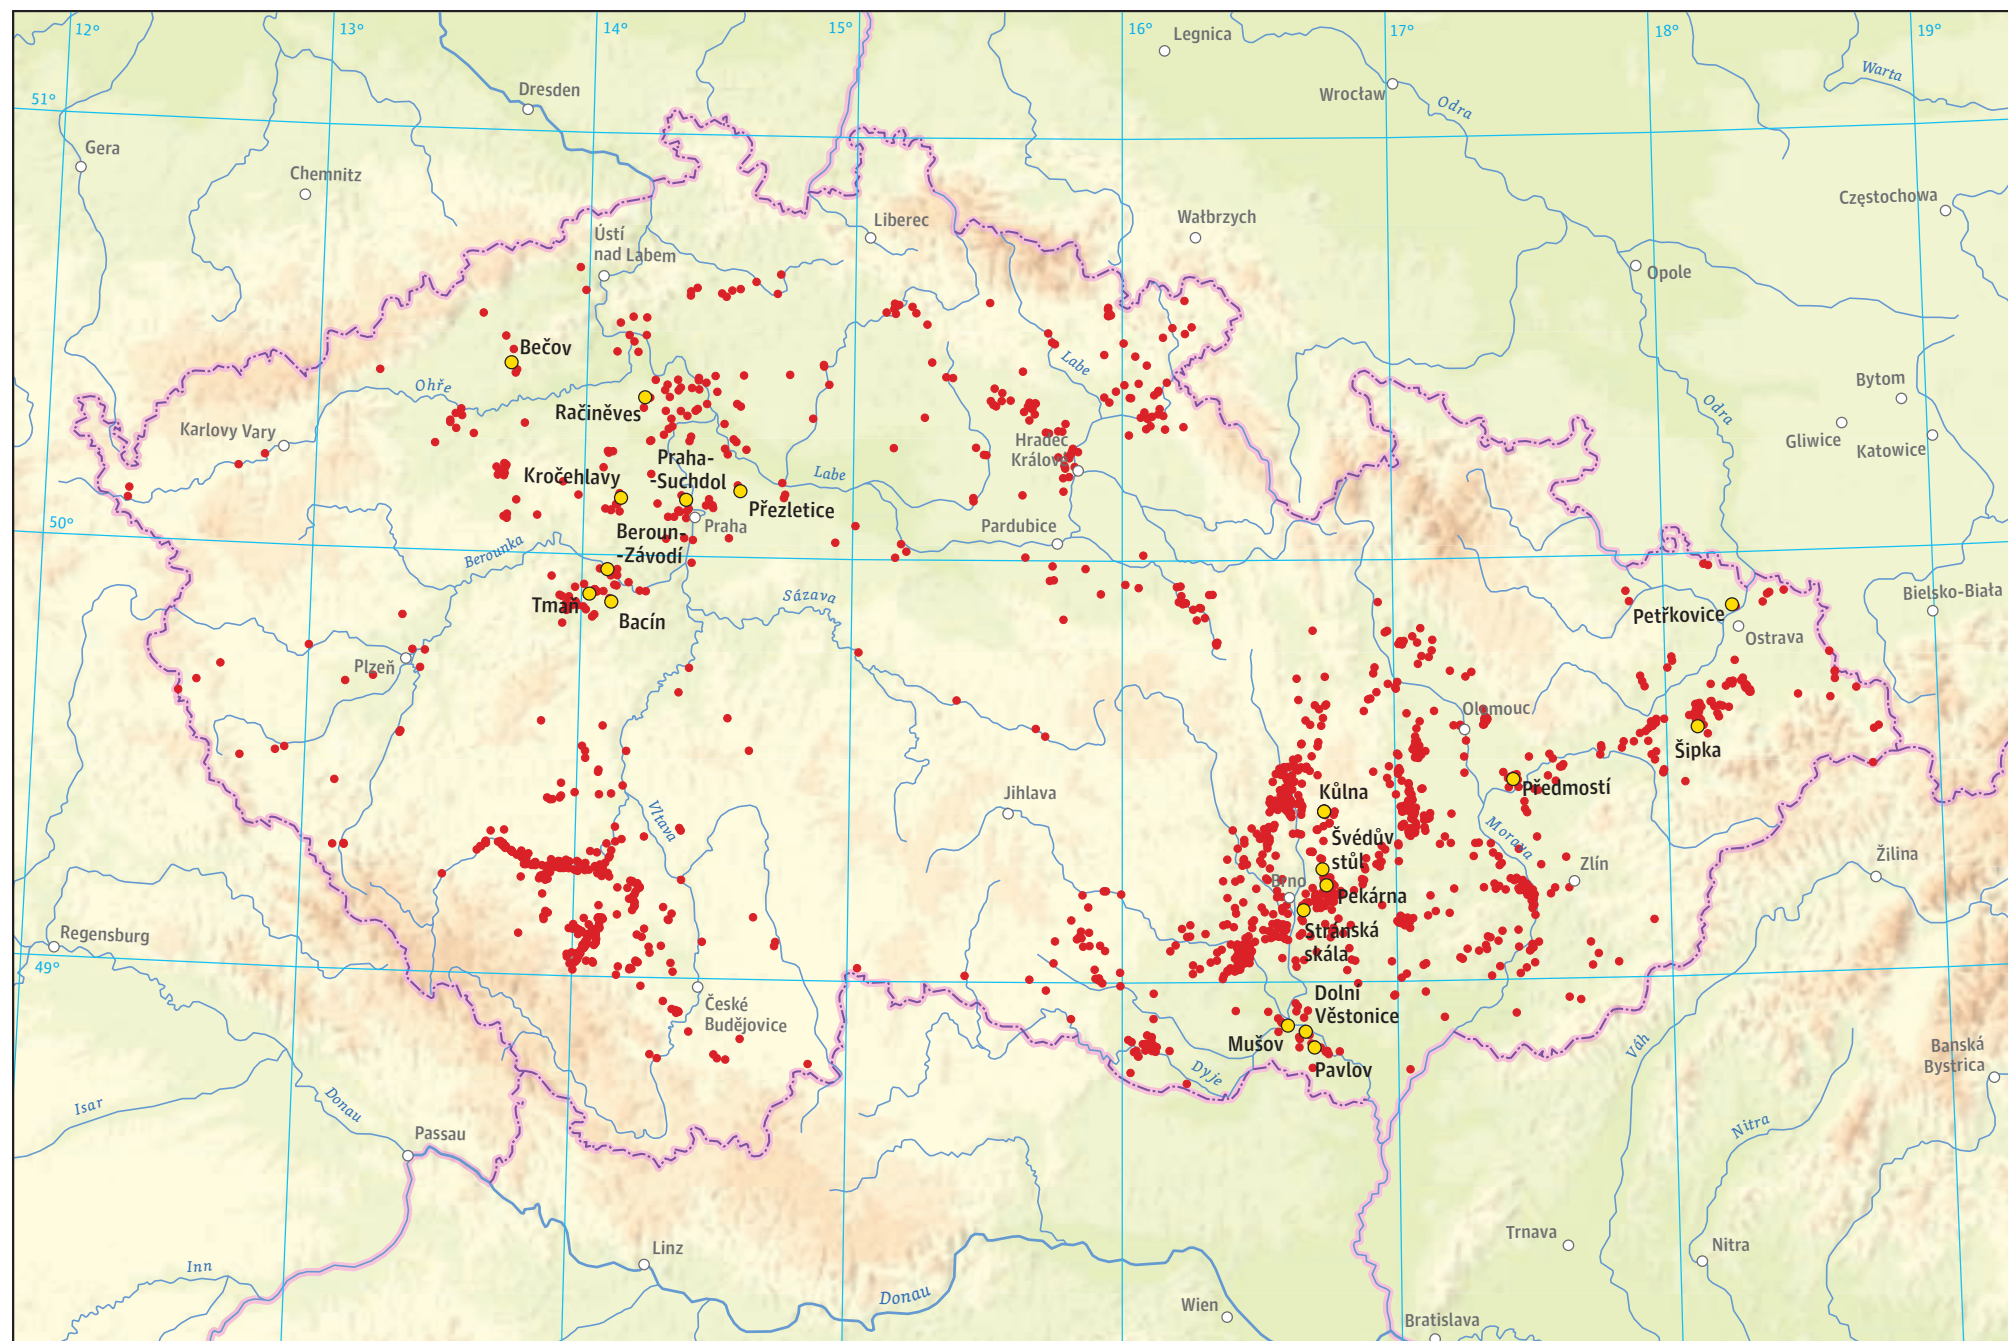 12°
13°
14°
15°
16°
17°
18°
19°
Legnica
Warta
Dresden
Wrocław
Odra
51°
Gera
Chemnitz
Częstochowa
Liberec
Wałbrzych
Ústí
nad Labem
Opole
Bečov
Labe
Ohře
Bytom
Račiněves
Odra
Karlovy Vary
Gliwice
Katowice
Hradec
Králové
Praha-
-Suchdol
Kročehlavy
Labe
Přezletice
50°
Praha
Pardubice
Beroun-
-Závodí
Berounka
Sázava
Tmaň
Bacín
Bielsko-Biała
Petřkovice
Ostrava
Plzeň
Olomouc
Šipka
Předmostí
Jihlava
Kůlna
Vltava
Morava
Švédův
stůl
Žilina
Zlín
Brno
Pekárna
Regensburg
Stránská
skála
49°
Dolní
Věstonice
České
Budějovice
Mušov
Váh
Banská
Bystrica
Pavlov
Dyje
Isar
Donau
Passau
Nitra
Trnava
Nitra
Linz
Inn
Donau
Wien
Bratislava